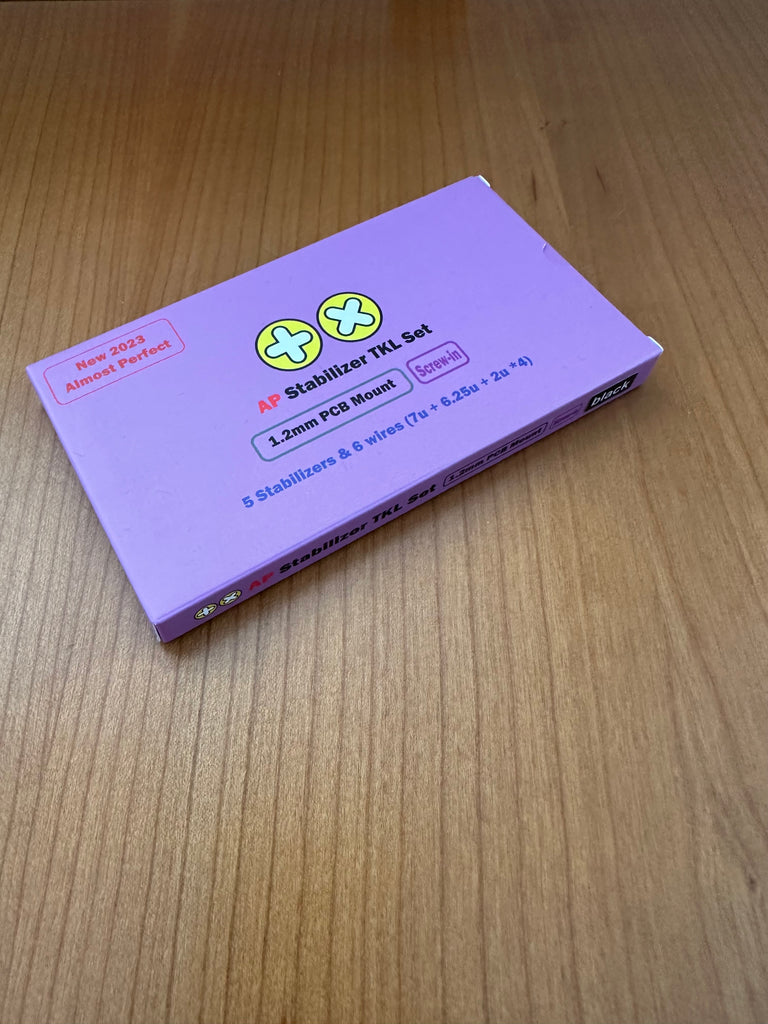 New 2023
Almost Perfect
AP Stabilizer TKL Set
1.2mm PCB Mount
Screw-in
5 Stabilizers & 6 wires (7u + 6.25u + 2u *4)
AP Stabilizer TKL Set
1.2mm PCB Mount
black